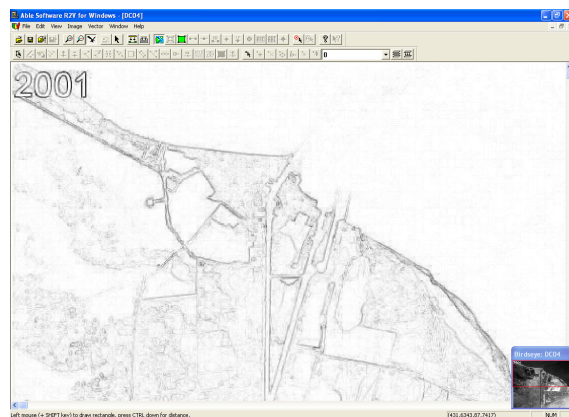 Able Software R2V for Windows - [DC04]
File Edit View Image Vector Window Help
0
2001
Birdseye: DC04
Left mouse (+ SHIFT key) to draw rectangle, press CTRL down for distance.
(431.6343,87.7417)
NUM